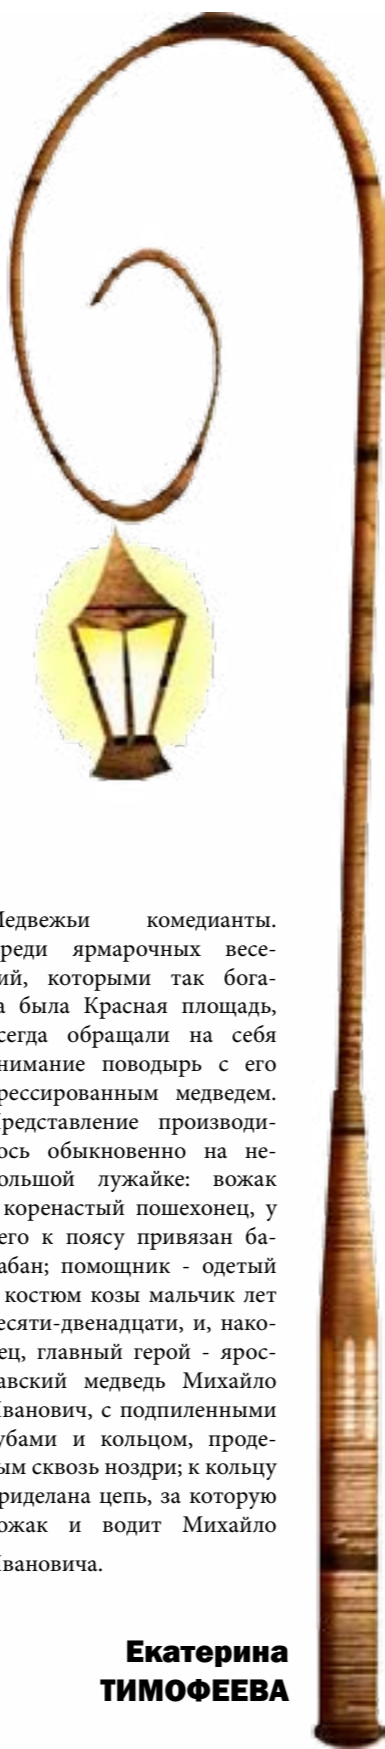 Медвежьи комедианты.
реди ярмарочных весе-
ий, которыми так бога-
а была Красная площадь,
сегда обращали на себя
нимание поводырь с его
рессированным медведем.
редставление производи-
ось обыкновенно на не-
ольшой лужайке: вожак
коренастый пошехонец, у
его к поясу привязан ба-
абан; помощник - одетый
костюм козы мальчик лет
есяти-двенадцати, и, нако-
ец, главный герой - ярос-
авский медведь Михайло
Иванович, с подпиленными
убами и кольцом, проде-
ым сквозь ноздри; к кольцу
риделана цепь, за которую
ожак и водит Михайло
Ивановича.
Екатерина
ТИМОФЕЕВА